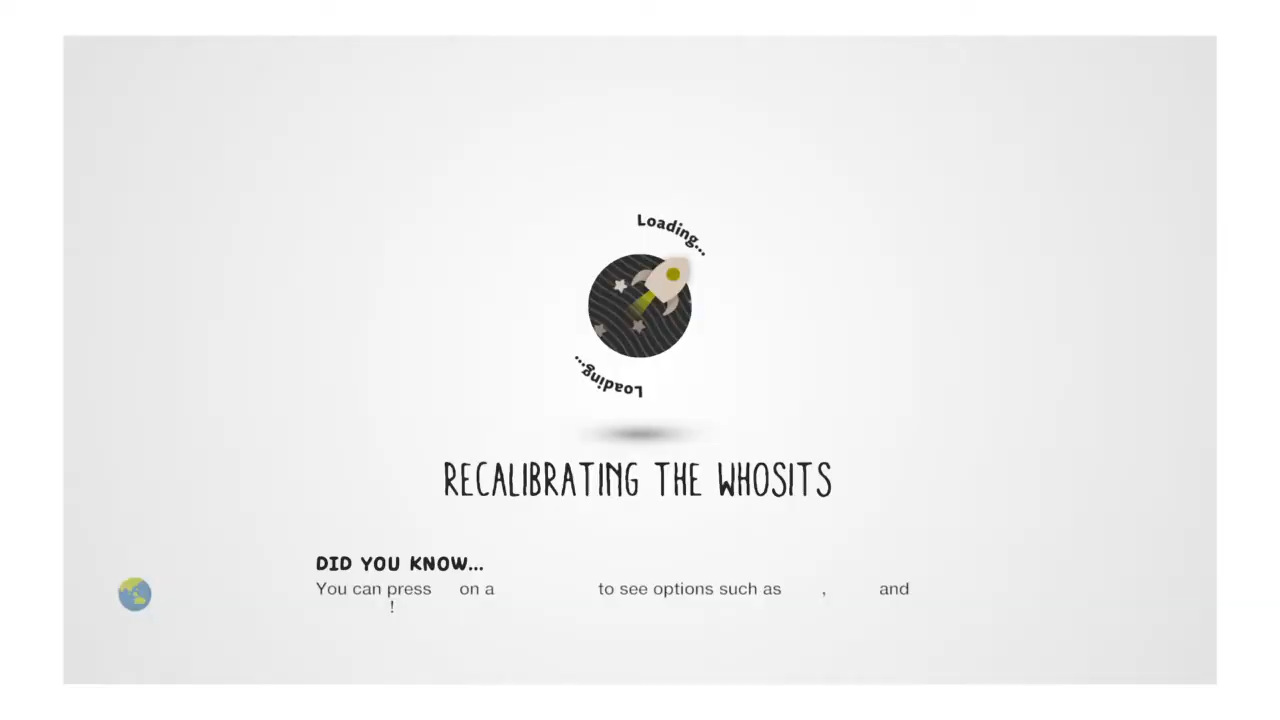 Loading...
Loading...
RECALIBRATING THE WHOSITS
DID YOU KNOW...
You can press on a to see options such as , and
!